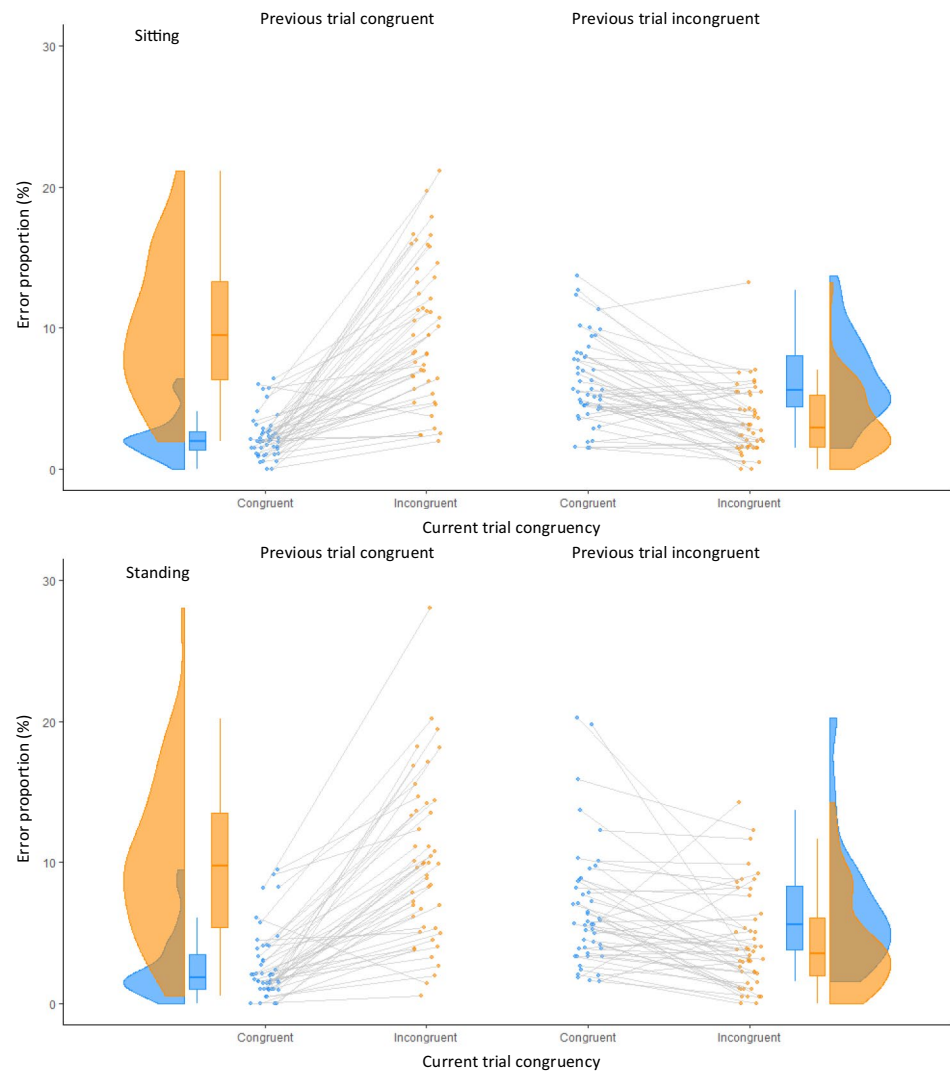 Previous trial congruent Previous trial incongruent
Sitting
30
20
10
0
Error proportion (%)
Congruent Incongruent Congruent Incongruent
Current trial congruency
Previous trial congruent Previous trial incongruent
Standing
30
20
10
0
Error proportion (%)
Congruent Incongruent Congruent Incongruent
Current trial congruency